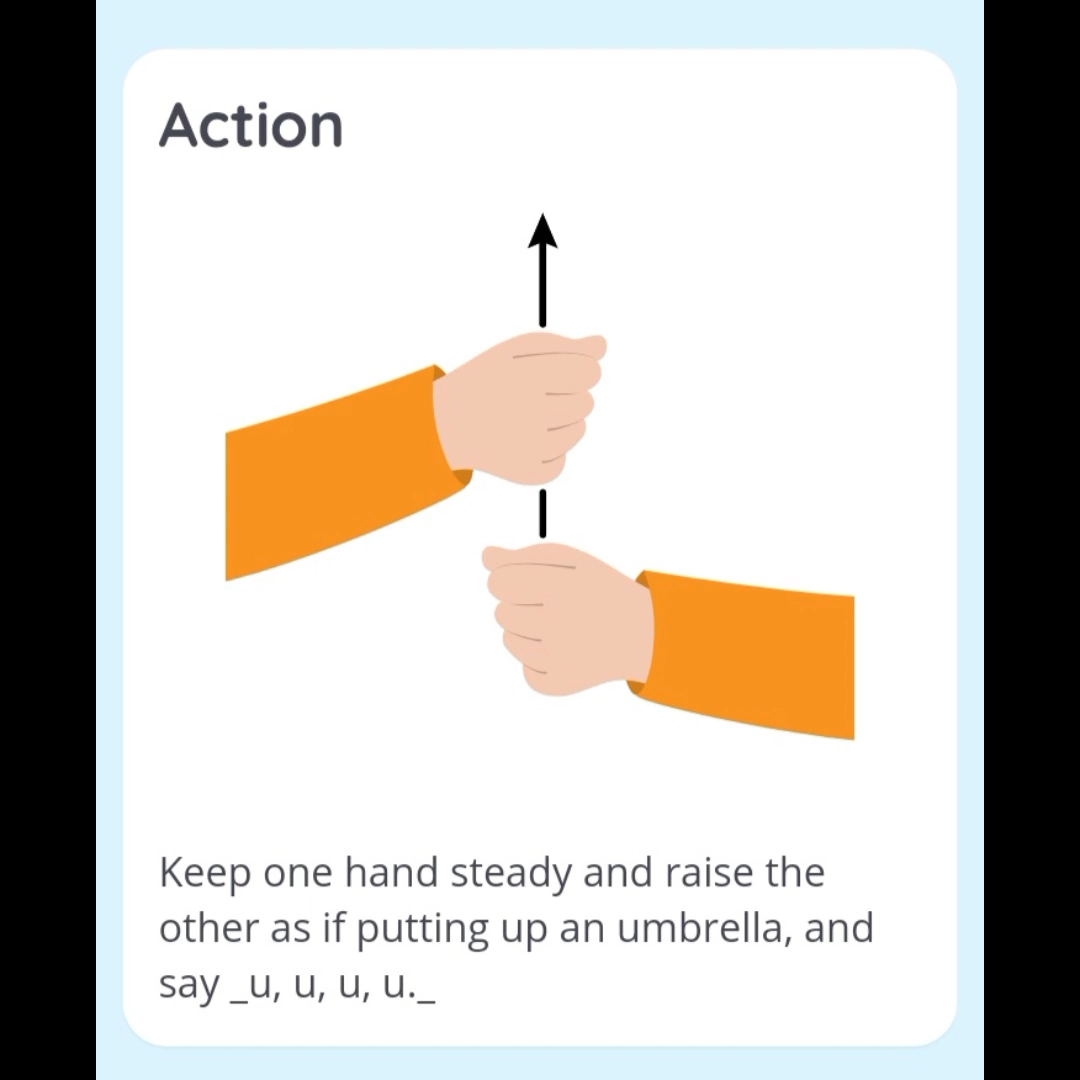 Action
Keep one hand steady and raise the
other as if putting up an umbrella, and
say _u, u, u, u._